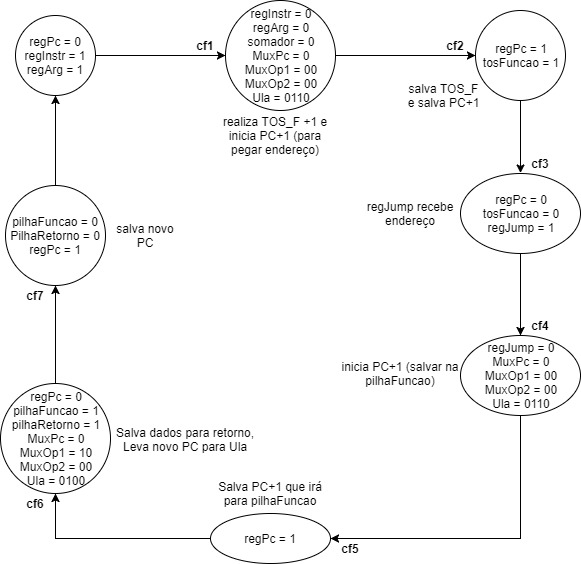 regPc = 0
regInstr = 1
regArg = 1
cf1
regInstr = 0
regArg = 0
somador = 0
MuxPc = 0
MuxOp1 = 00
MuxOp2 = 00
Ula = 0110
realiza TOS_F +1 e
inicia PC+1 (para
pegar endereço)
cf2
regPc = 1
tosFuncao = 1
salva TOS_F
e salva PC+1
cf3
regPc = 0
tosFuncao = 0
regJump = 1
regJump recebe
endereço
cf4
regJump = 0
MuxPc = 0
MuxOp1 = 00
MuxOp2 = 00
Ula = 0110
inicia PC+1 (salvar na
pilhaFuncao)
cf5
regPc = 1
Salva PC+1 que irá
para pilhaFuncao
cf6
regPc = 0
pilhaFuncao = 1
pilhaRetorno = 1
MuxPc = 0
MuxOp1 = 10
MuxOp2 = 00
Ula = 0100
Salva dados para retorno,
Leva novo PC para Ula
cf7
pilhaFuncao = 0
PilhaRetorno = 0
regPc = 1
salva novo
PC